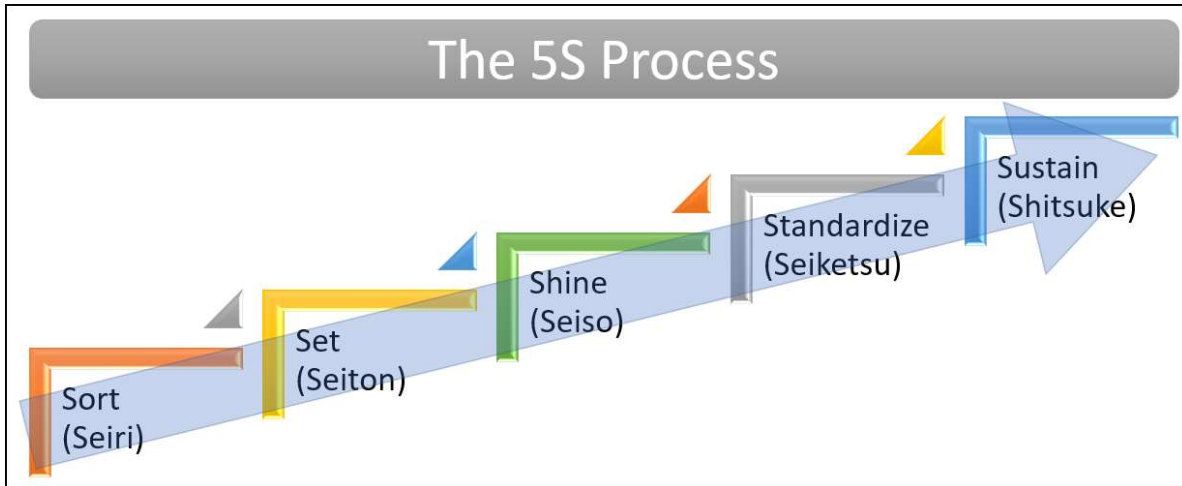 The 5S Process
Sort
(Seiri)
Set
(Seiton)
Shine
(Seiso)
Standardize
(Seiketsu)
Sustain
(Shitsuke)